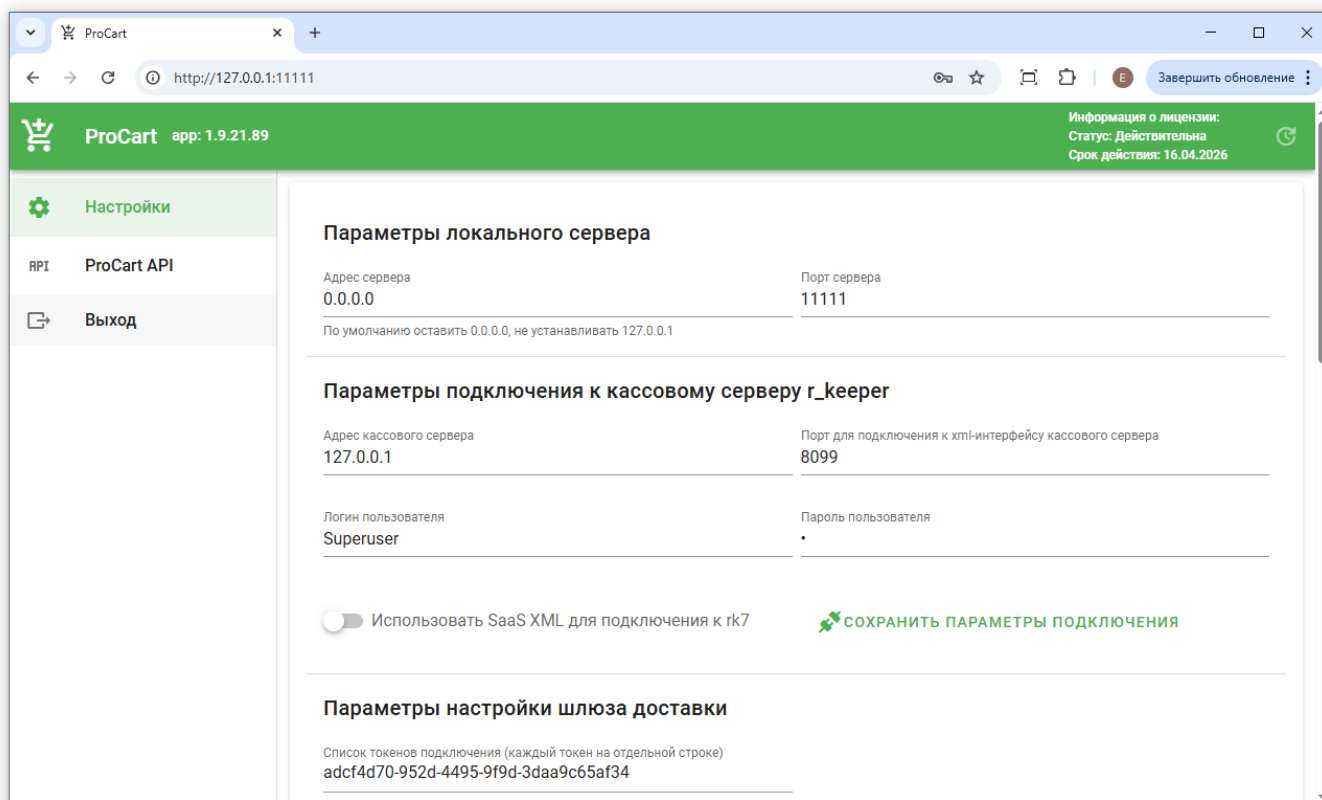 ProCart
http://127.0.0.1:11111
E
Завершить обновление
ProCart app: 1.9.21.89
Информация о лицензии:
Статус: Действительна
Срок действия: 16.04.2026
Настройки
API ProCart API
Выход
Параметры локального сервера
Адрес сервера Порт сервера
0.0.0.0 11111
По умолчанию оставить 0.0.0.0, не устанавливать 127.0.0.1
Параметры подключения к кассовому серверу r_keeper
Адрес кассового сервера Порт для подключения к xml-интерфейсу кассового сервера
127.0.0.1 8099
Логин пользователя Пароль пользователя
Superuser •
Использовать SaaS XML для подключения к rk7 СОХРАНИТЬ ПАРАМЕТРЫ ПОДКЛЮЧЕНИЯ
Параметры настройки шлюза доставки
Список токенов подключения (каждый токен на отдельной строке)
adcf4d70-952d-4495-9f9d-3daa9c65af34